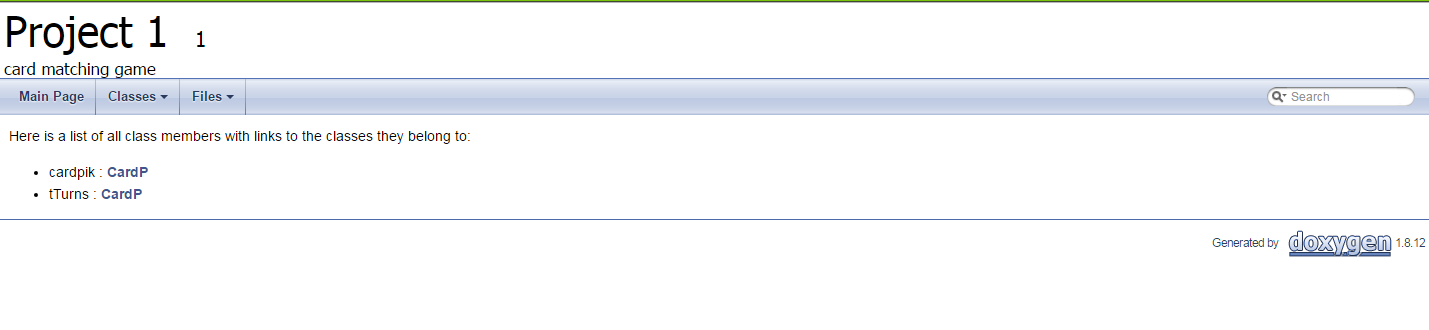 Project 1 1
card matching game
Main Page Classes Files Search
Here is a list of all class members with links to the classes they belong to:
• cardpik : CardP
• tTurns : CardP
Generated by doxygen 1.8.12